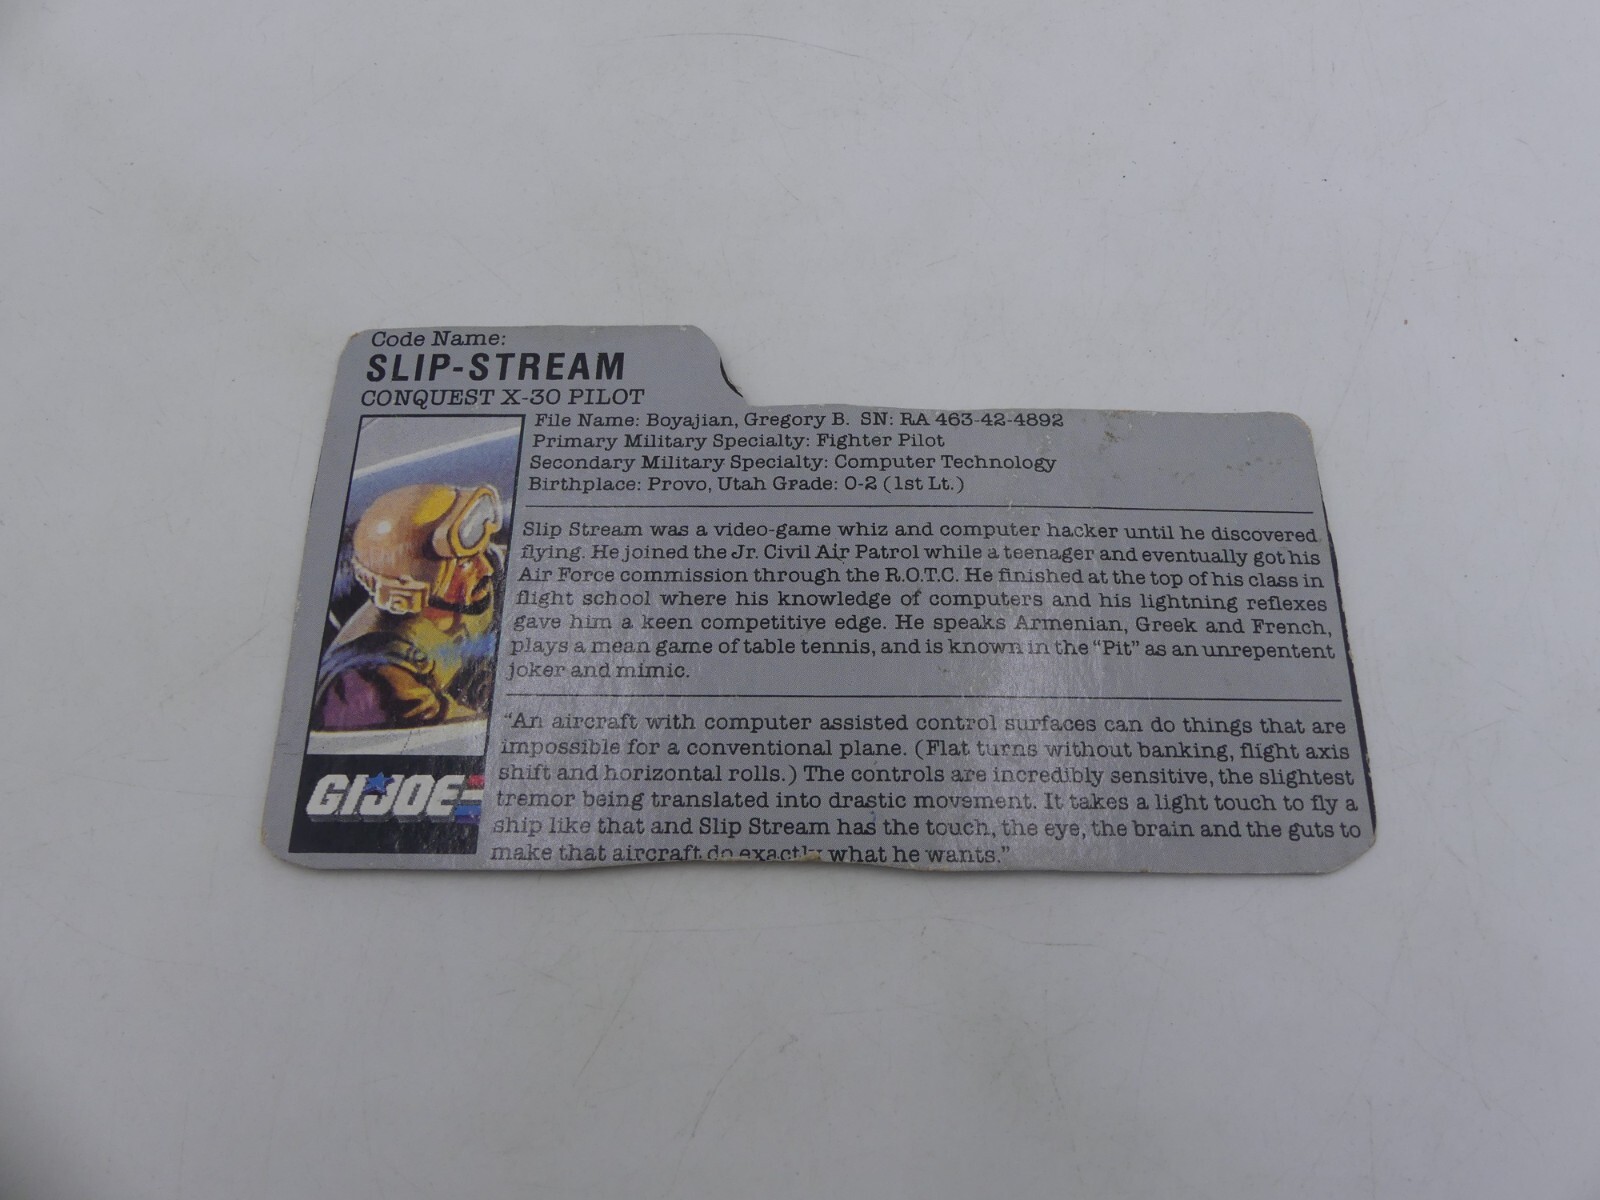 Code Name:
SLIP-STREAM
CONQUEST X-30 PILOT
File Name: Boyajian, Gregory B. SN: RA 463-42-4892
Primary Military Specialty: Fighter Pilot
Secondary Military Specialty: Computer Technology
Birthplace: Provo, Utah Grade: O-2 (1st Lt.)
Slip Stream was a video-game whiz and computer hacker until he discovered
flying. He joined the Jr. Civil Air Patrol while a teenager and eventually got his
Air Force commission through the R.O.T.C. He finished at the top of his class in
flight school where his knowledge of computers and his lightning reflexes
gave him a keen competitive edge. He speaks Armenian, Greek and French,
plays a mean game of table tennis, and is known in the "Pit" as an unrepentent
joker and mimic.
"An aircraft with computer assisted control surfaces can do things that are
impossible for a conventional plane. (Flat turns without banking, flight axis
shift and horizontal rolls.) The controls are incredibly sensitive, the slightest
tremor being translated into drastic movement. It takes a light touch to fly a
ship like that and Slip Stream has the touch, the eye, the brain and the guts to
make that aircraft do exactly what he wants."
GI JOE